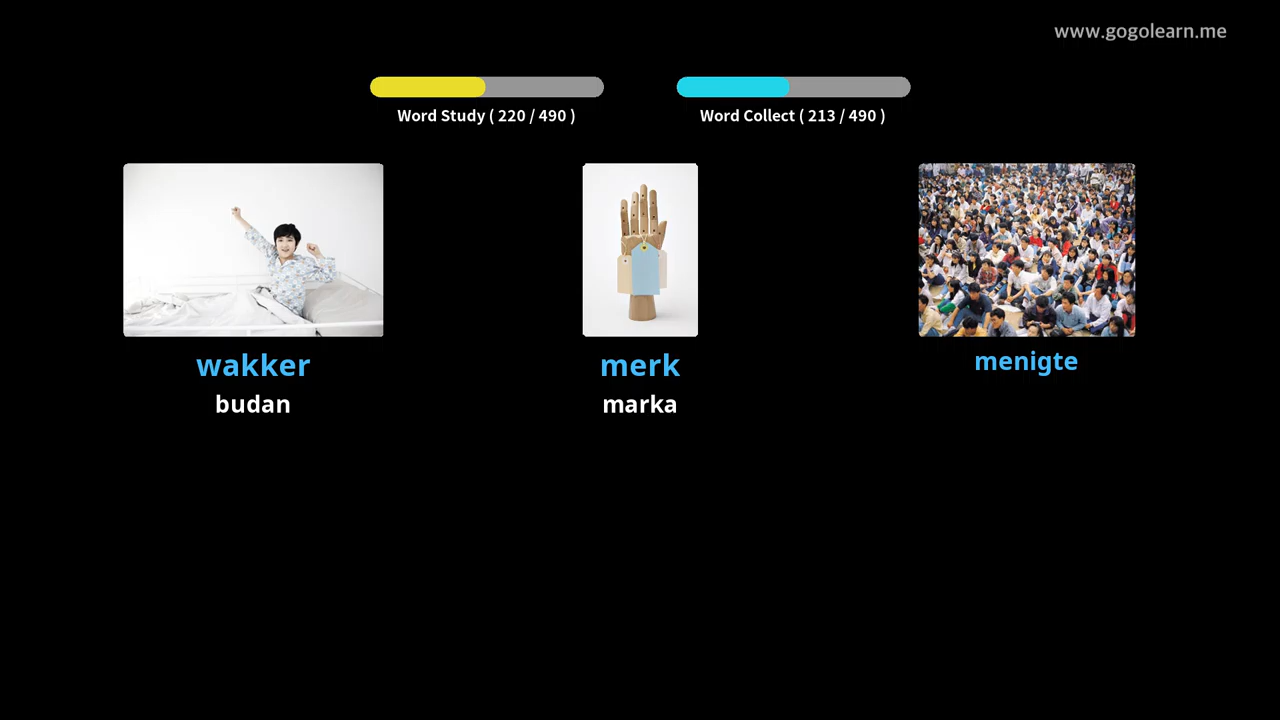 www.gogolearn.me
Word Study ( 220 / 490 )
Word Collect ( 213 / 490 )
wakker
budan
merk
marka
menigte